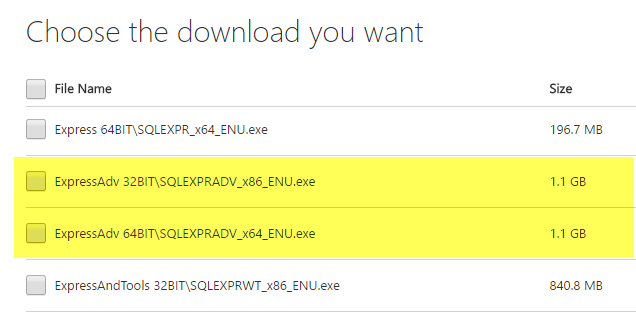 Choose the download you want
File Name Size
Express 64BIT\SQLEXPR_x64_ENU.exe 196.7 MB
ExpressAdv 32BIT\SQLEXPRADV_x86_ENU.exe 1.1 GB
ExpressAdv 64BIT\SQLEXPRADV_x64_ENU.exe 1.1 GB
ExpressAndTools 32BIT\SQLEXPRWT_x86_ENU.exe 840.8 MB